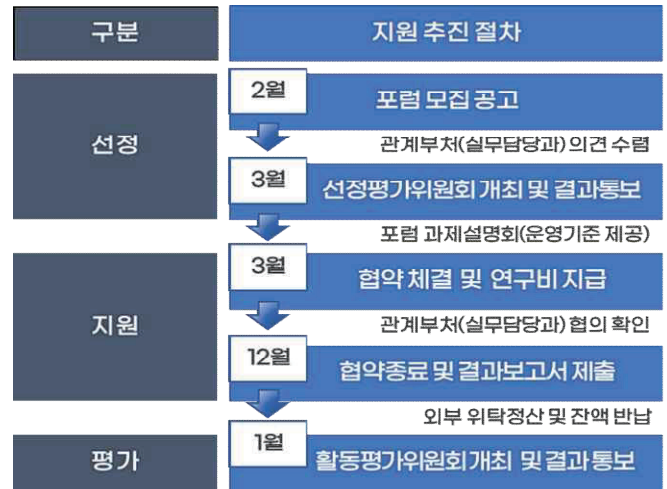 구분
지원 추진 절차
선정
2월
포럼 모집 공고
관계부처(실무담당과) 의견 수렴
3월
선정평가위원회 개최 및 결과통보
포럼 과제설명회(운영기준 제공)
지원
3월
협약 체결 및 연구비 지급
관계부처(실무담당과) 협의 확인
12월
협약종료 및 결과보고서 제출
외부 위탁정산 및 잔액 반납
평가
1월
활동평가위원회 개최 및 결과통보